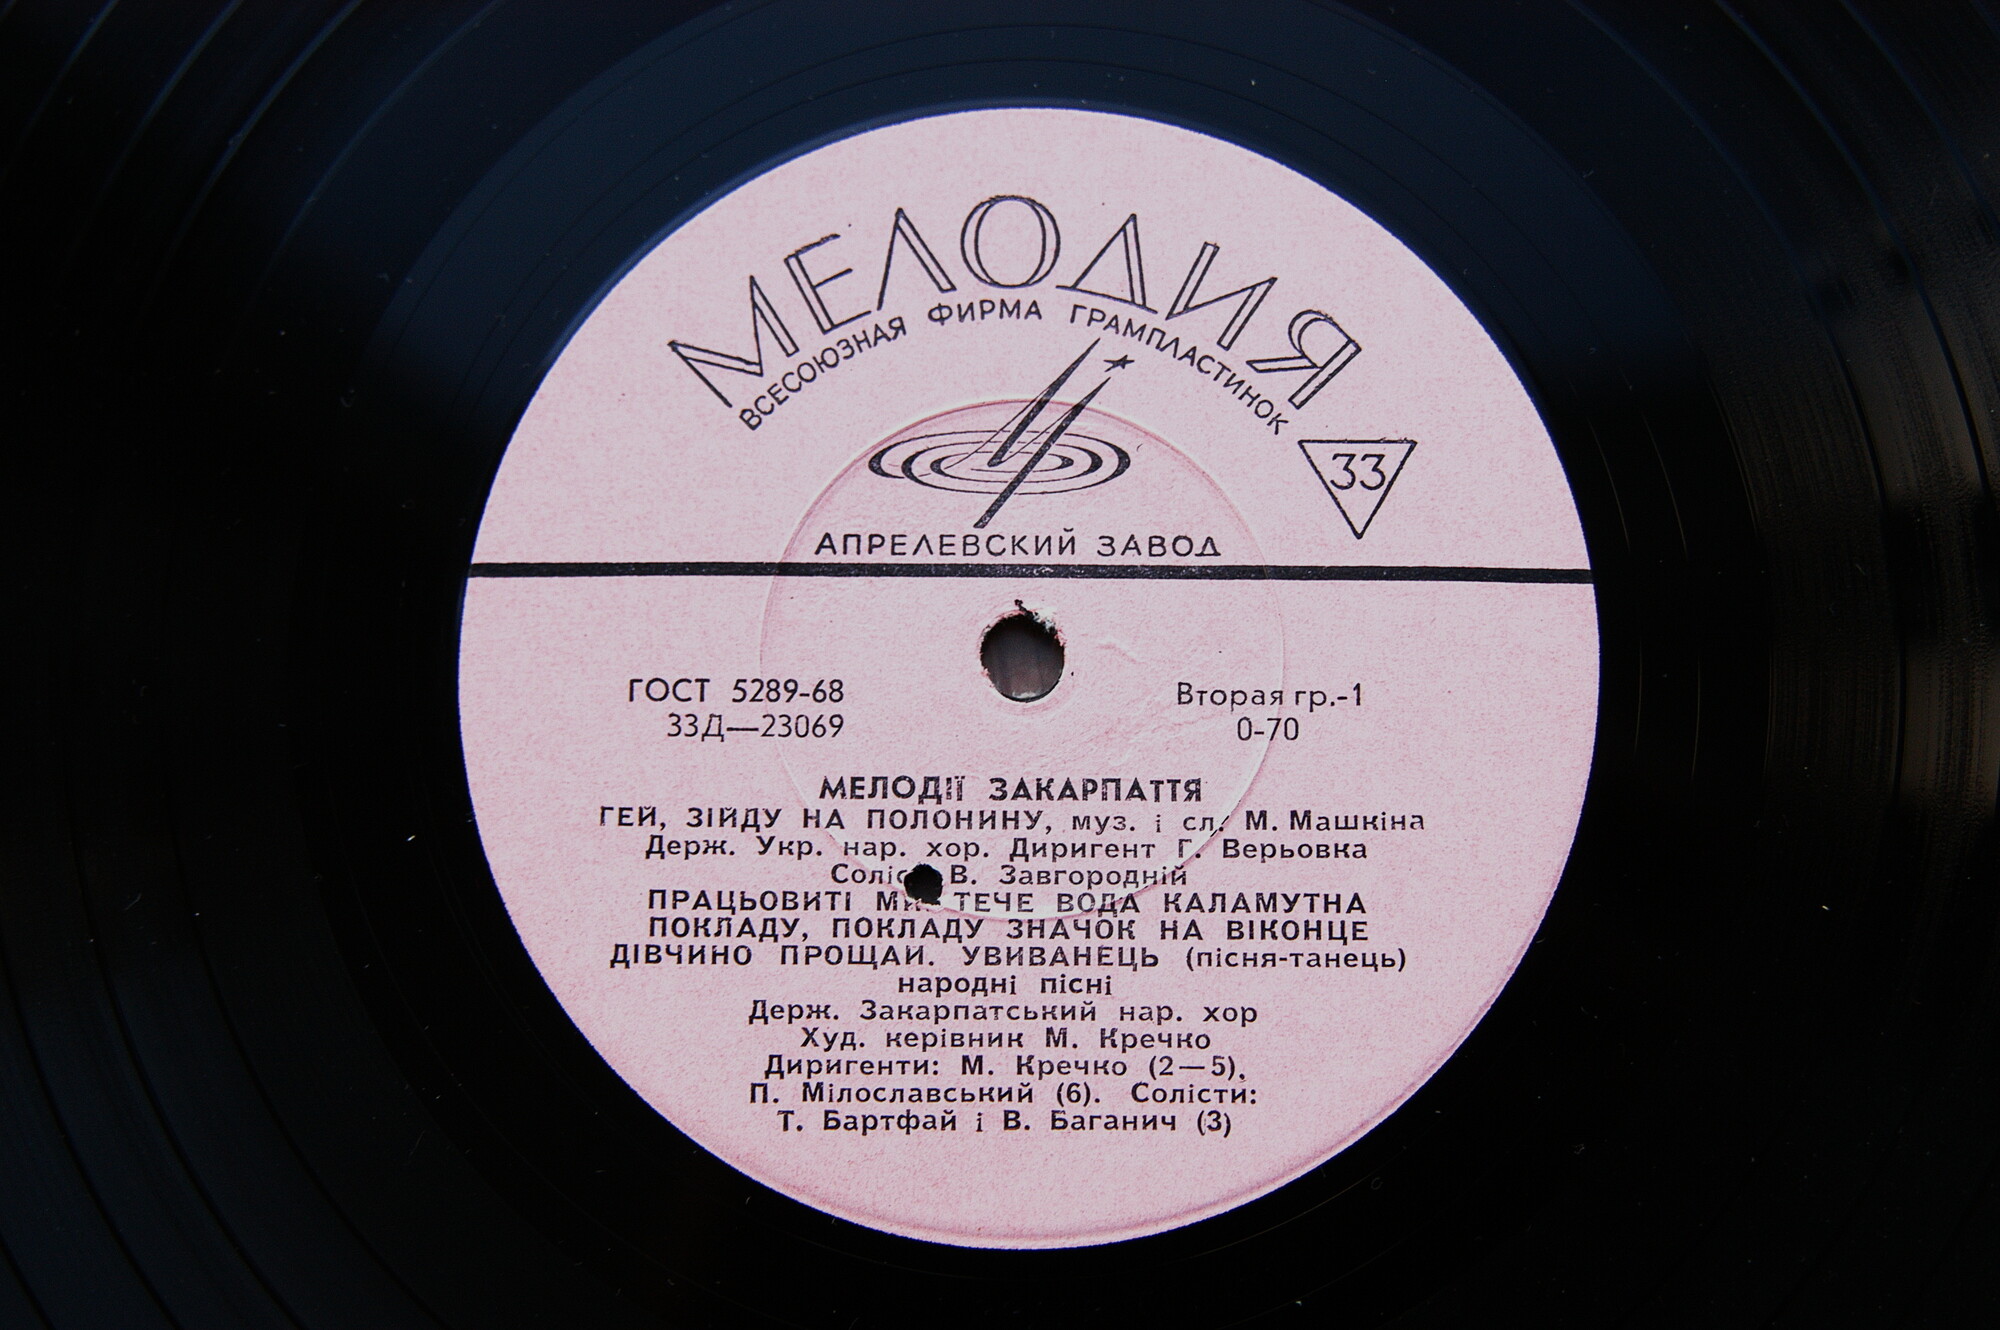 МЕЛОДИЯ
ВСЕСОЮЗНАЯ ФИРМА ГРАМПЛАСТИНОК
33
АПРЕЛЕВСКИЙ ЗАВОД
ГОСТ 5289-68
33Д—23069
Вторая гр.-1
0-70
МЕЛОДІЇ ЗАКАРПАТТЯ
ГЕЙ, ЗІЙДУ НА ПОЛОНИНУ, муз. і сл. М. Машкіна
Держ. Укр. нар. хор. Диригент Г. Верьовка
В. Завгородній
ПРАЦЬОВИТІ МИ ТЕЧЕ ВОДА КАЛАМУТНА
ПОКЛАДУ, ПОКЛАДУ ЗНАЧОК НА ВІКОНЦЕ
ДІВЧИНО ПРОЩАЙ. УВИВАНЕЦЬ (пісня-танець)
народні пісні
Держ. Закарпатський нар. хор
Худ. керівник М. Кречко
Диригенти: М. Кречко (2—5),
П. Мілославський (6). Солісти:
Т. Бартфай і В. Баганич (3)